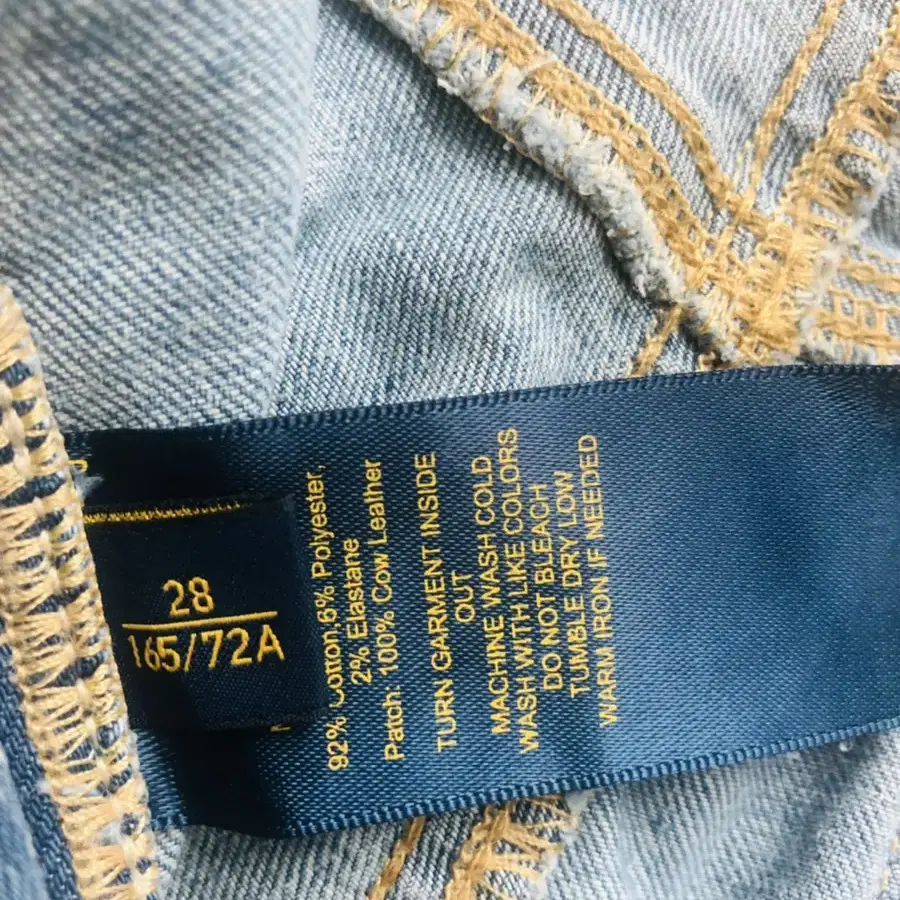 28
165/72A
92% Cotton,6% Polyester,
2% Elastane
Patch: 100% Cow Leather
TURN GARMENT INSIDE
OUT
MACHINE WASH COLD
WASH WITH LIKE COLORS
DO NOT BLEACH
TUMBLE DRY LOW
WARM IRON IF NEEDED